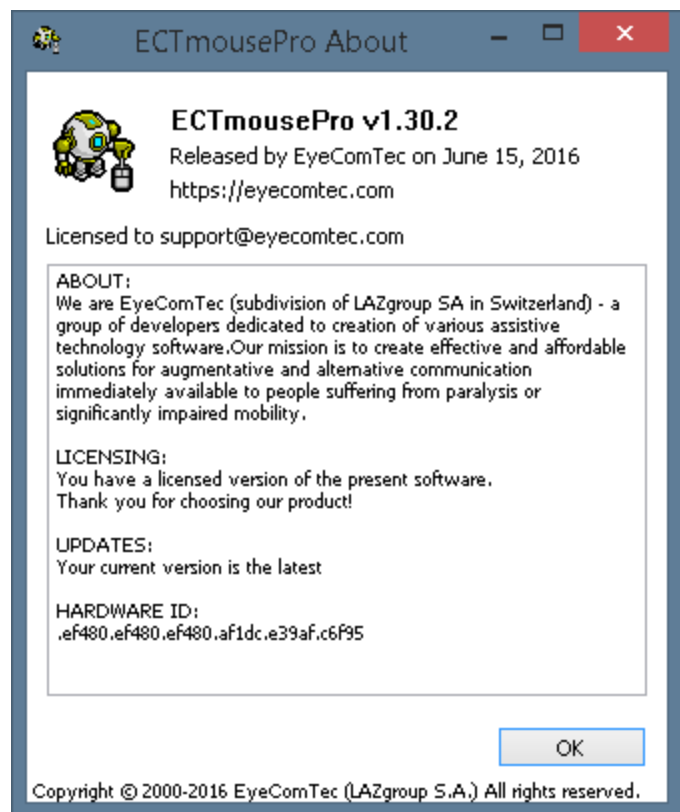 ECTmousePro About
ECTmousePro v1.30.2
Released by EyeComTec on June 15, 2016
https://eyecomtec.com
Licensed to support@eyecomtec.com
ABOUT:
We are EyeComTec (subdivision of LAZgroup SA in Switzerland) - a
group of developers dedicated to creation of various assistive
technology software.Our mission is to create effective and affordable
solutions for augmentative and alternative communication
immediately available to people suffering from paralysis or
significantly impaired mobility.
LICENSING:
You have a licensed version of the present software.
Thank you for choosing our product!
UPDATES:
Your current version is the latest
HARDWARE ID:
.ef480.ef480.ef480.af1dc.e39af.c6f95
OK
Copyright © 2000-2016 EyeComTec (LAZgroup S.A.) All rights reserved.